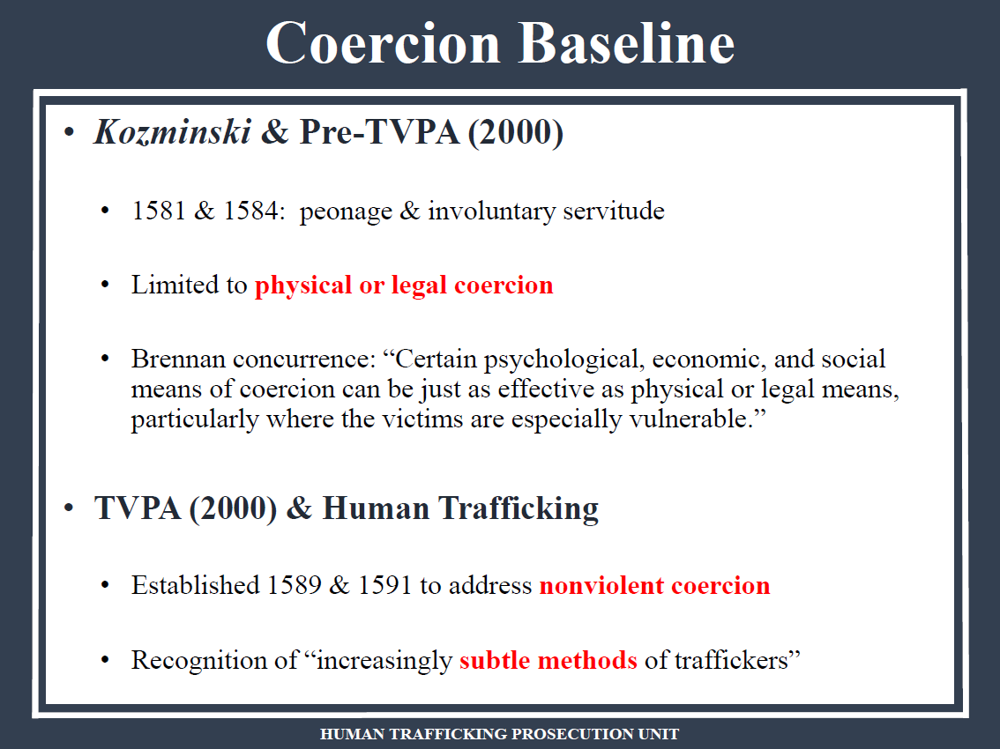 Coercion Baseline
• Kozminski & Pre-TVPA (2000)
• 1581 & 1584: peonage & involuntary servitude
• Limited to physical or legal coercion
• Brennan concurrence: “Certain psychological, economic, and social
means of coercion can be just as effective as physical or legal means,
particularly where the victims are especially vulnerable.”
• TVPA (2000) & Human Trafficking
• Established 1589 & 1591 to address nonviolent coercion
• Recognition of “increasingly subtle methods of traffickers”
HUMAN TRAFFICKING PROSECUTION UNIT